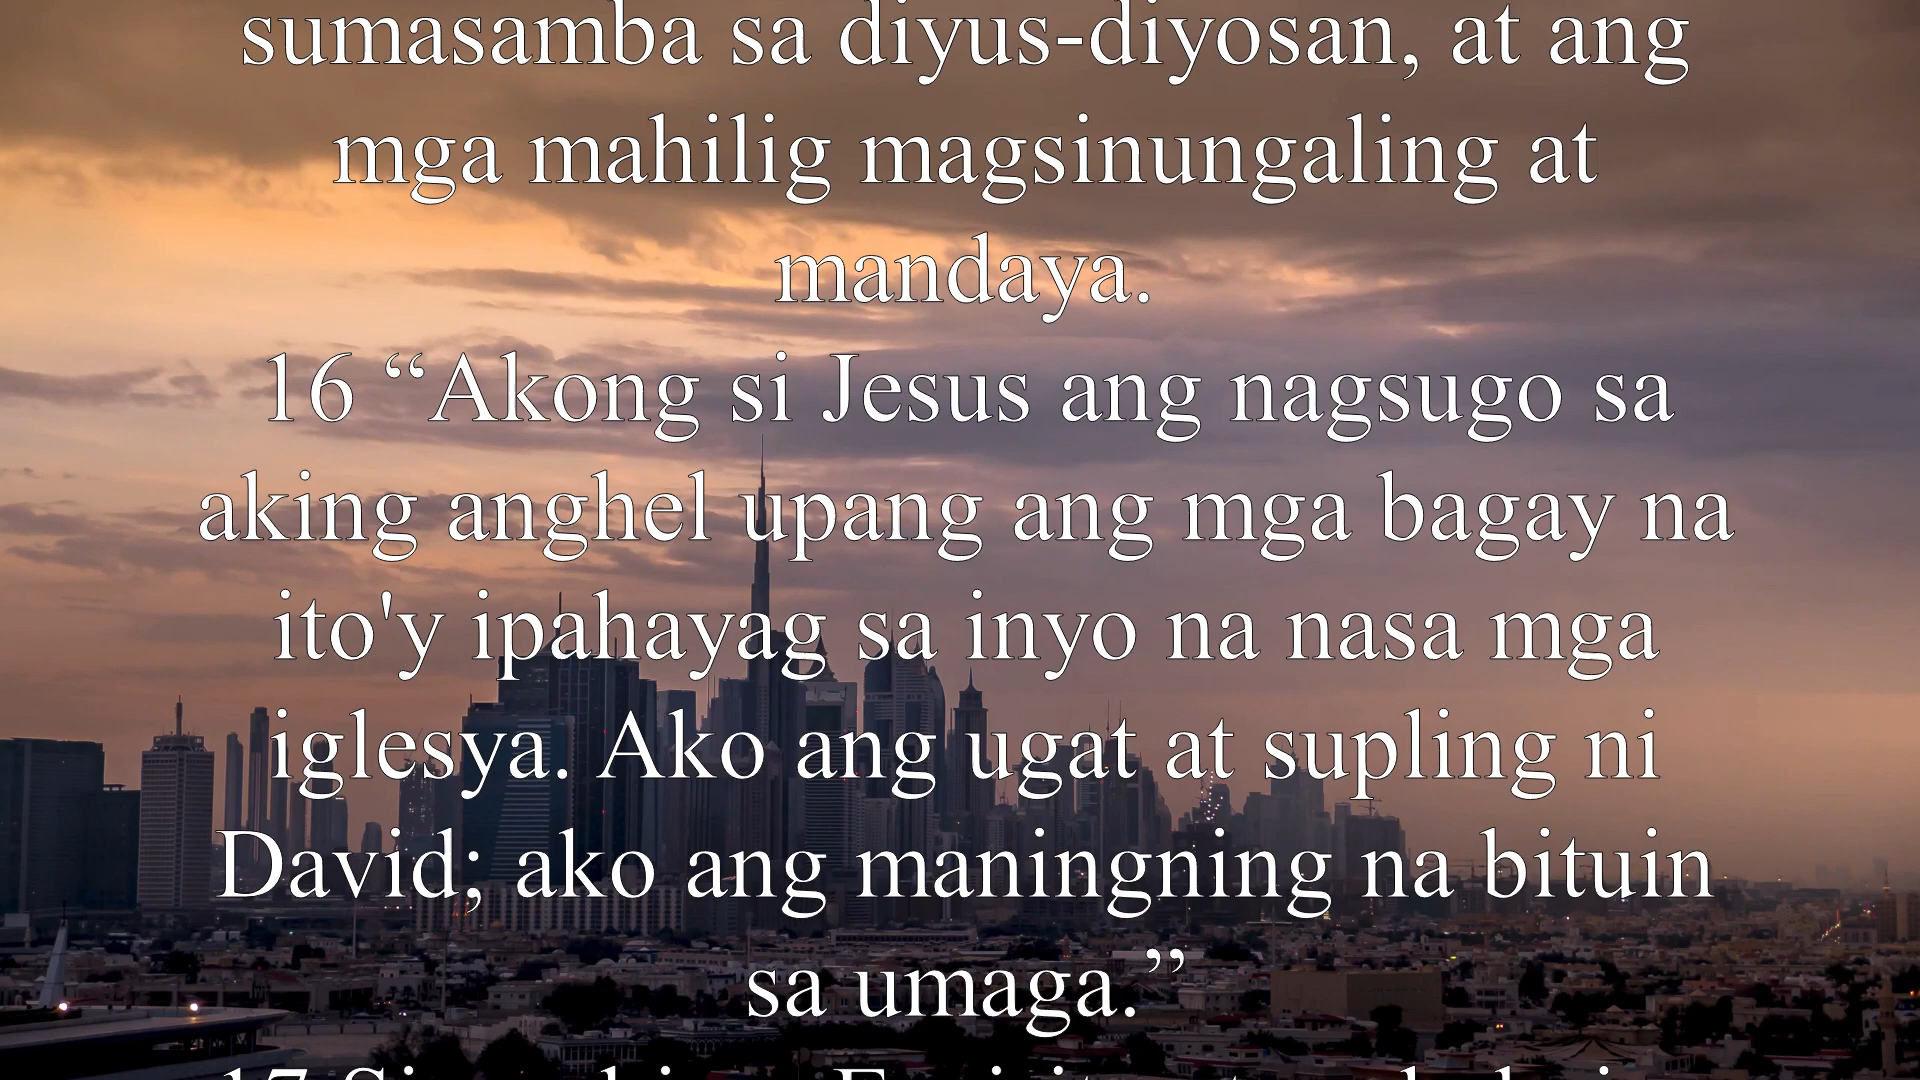 sumasamba sa diyus-diyosan, at ang
mga mahilig magsinungaling at
mandaya.
16 “Akong si Jesus ang nagsugo sa
aking anghel upang ang mga bagay na
ito'y ipahayag sa inyo na nasa mga
iglesya. Ako ang ugat at supling ni
David; ako ang maningning na bituin
sa umaga.”
17